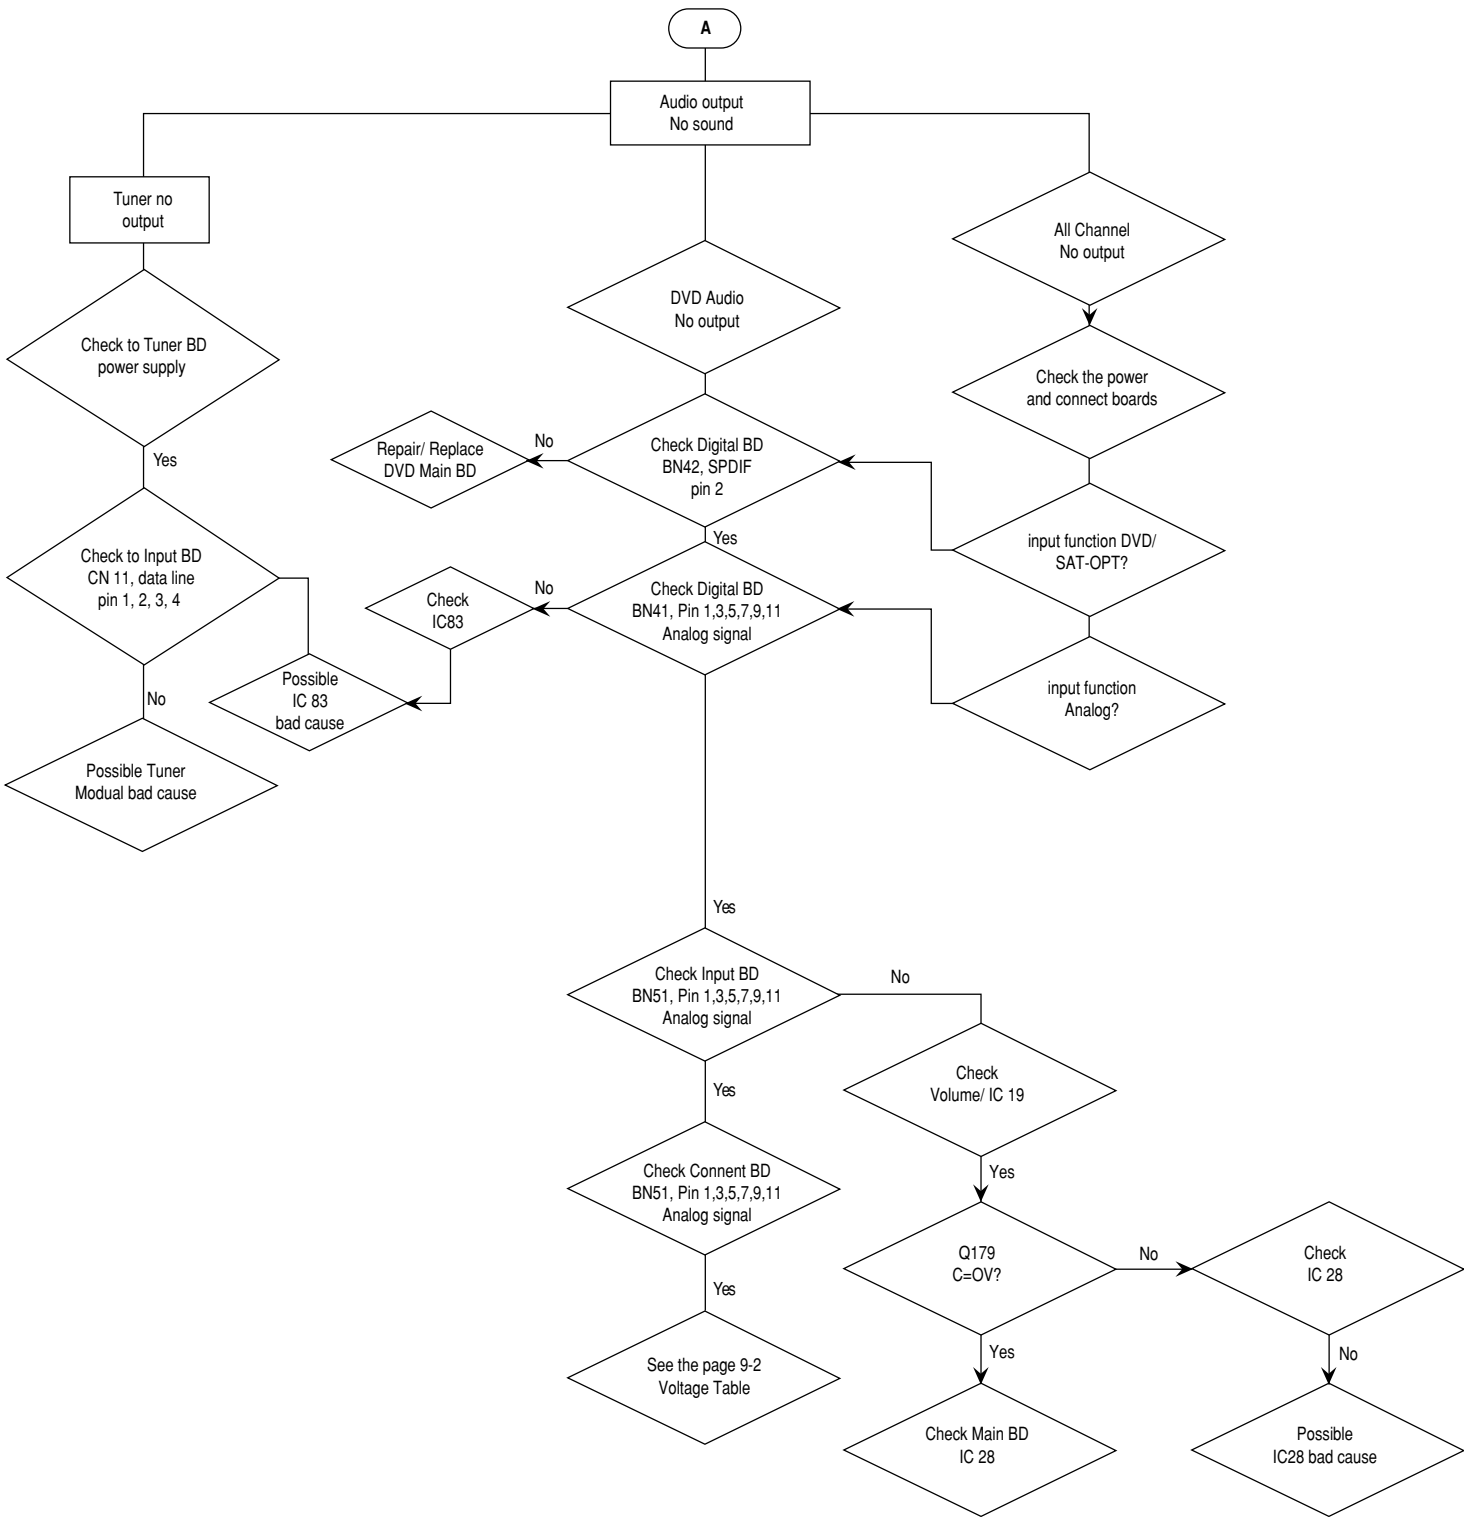 A
Audio output
No sound
Tuner no
output
Check to Tuner BD
power supply
Yes
Check to Input BD
CN 11, data line
pin 1, 2, 3, 4
No
Possible Tuner
Modual bad cause
Possible
IC 83
bad cause
DVD Audio
No output
Check Digital BD
BN42, SPDIF
pin 2
No
Repair/ Replace
DVD Main BD
Yes
Check Digital BD
BN41, Pin 1,3,5,7,9,11
Analog signal
No
Check
IC83
All Channel
No output
Check the power
and connect boards
input function DVD/
SAT-OPT?
input function
Analog?
Yes
Check Input BD
BN51, Pin 1,3,5,7,9,11
Analog signal
No
Yes
Check Connent BD
BN51, Pin 1,3,5,7,9,11
Analog signal
Yes
See the page 9-2
Voltage Table
Check
Volume/ IC 19
Yes
Q179
C=OV?
No
Check
IC 28
Yes
No
Check Main BD
IC 28
Possible
IC28 bad cause